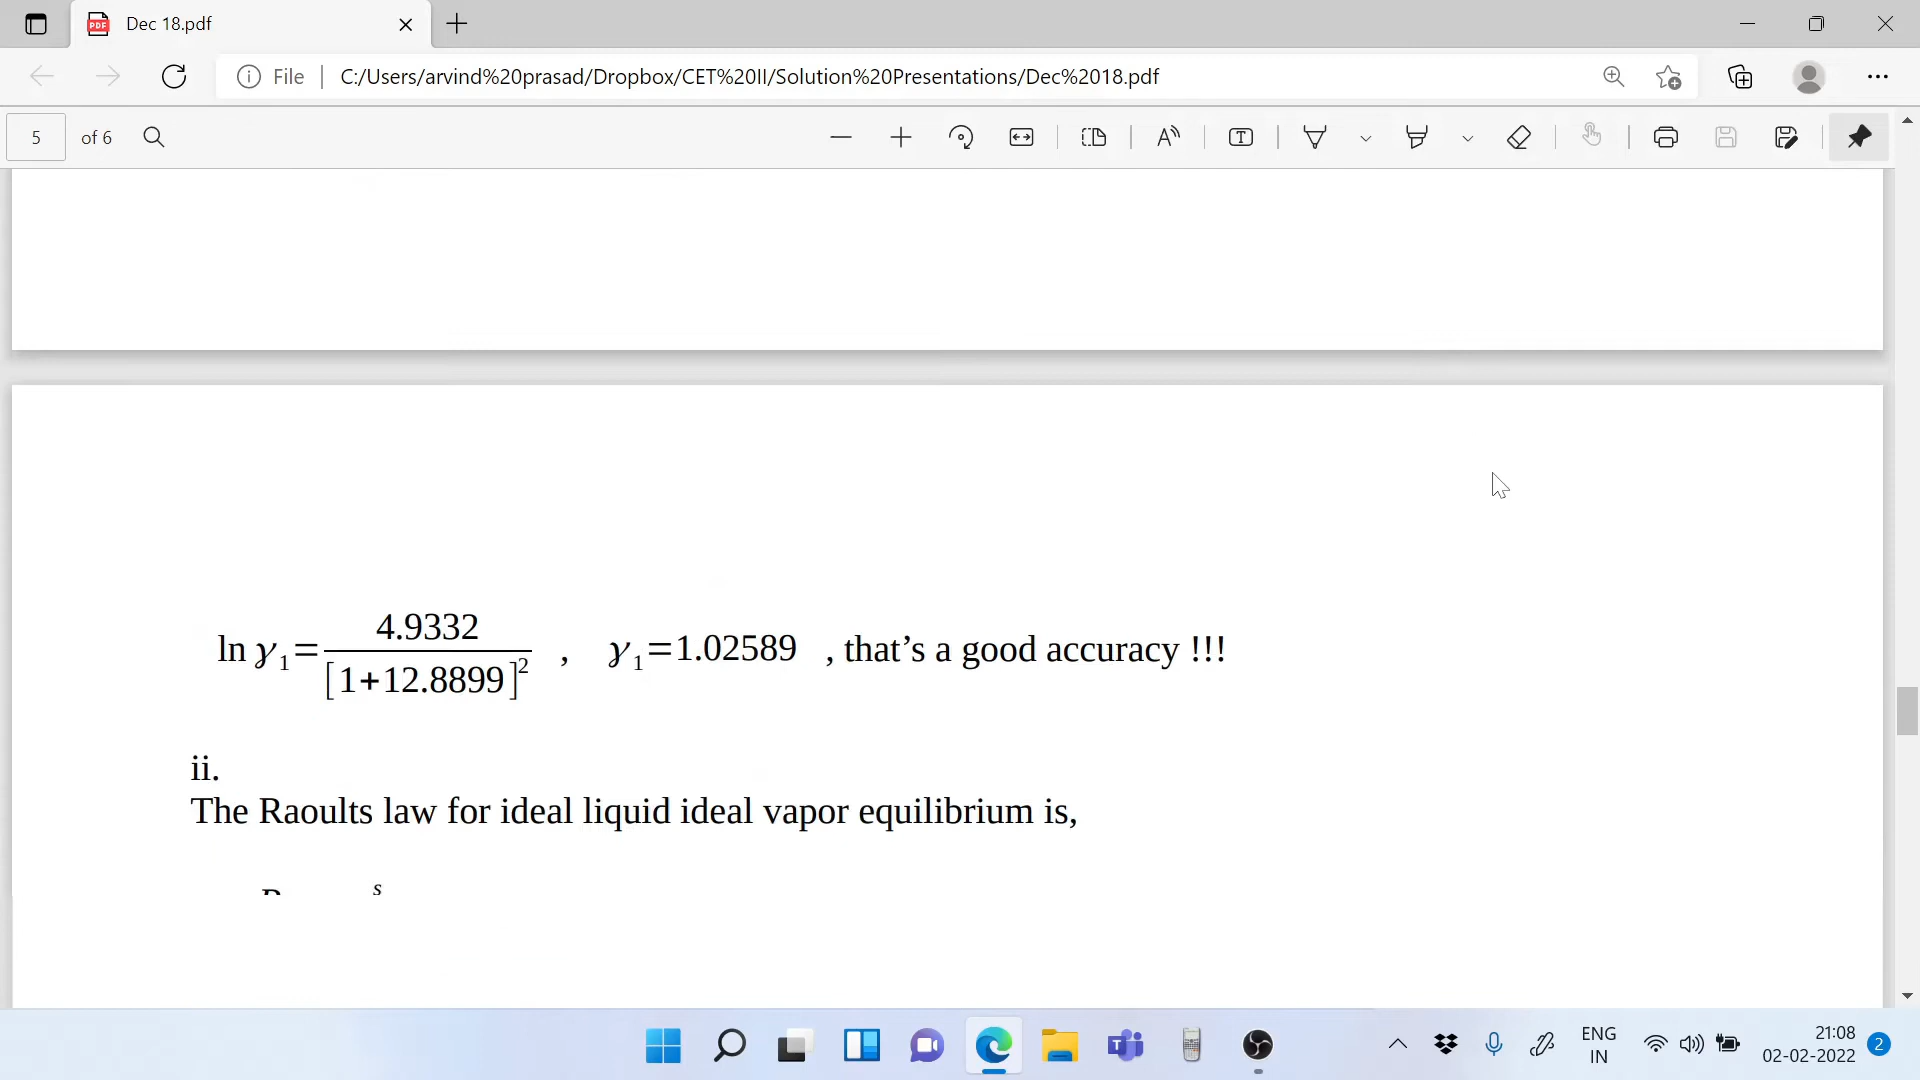 Dec 18.pdf
File | C:/Users/arvind%20prasad/Dropbox/CET%20II/Solution%20Presentations/Dec%2018.pdf
5 of 6
ln γ₁=4.9332/[1+12.8899]² , γ₁=1.02589 , that’s a good accuracy !!!
ii.
The Raoults law for ideal liquid ideal vapor equilibrium is,
s
ENG 21:08
IN 02-02-2022 2